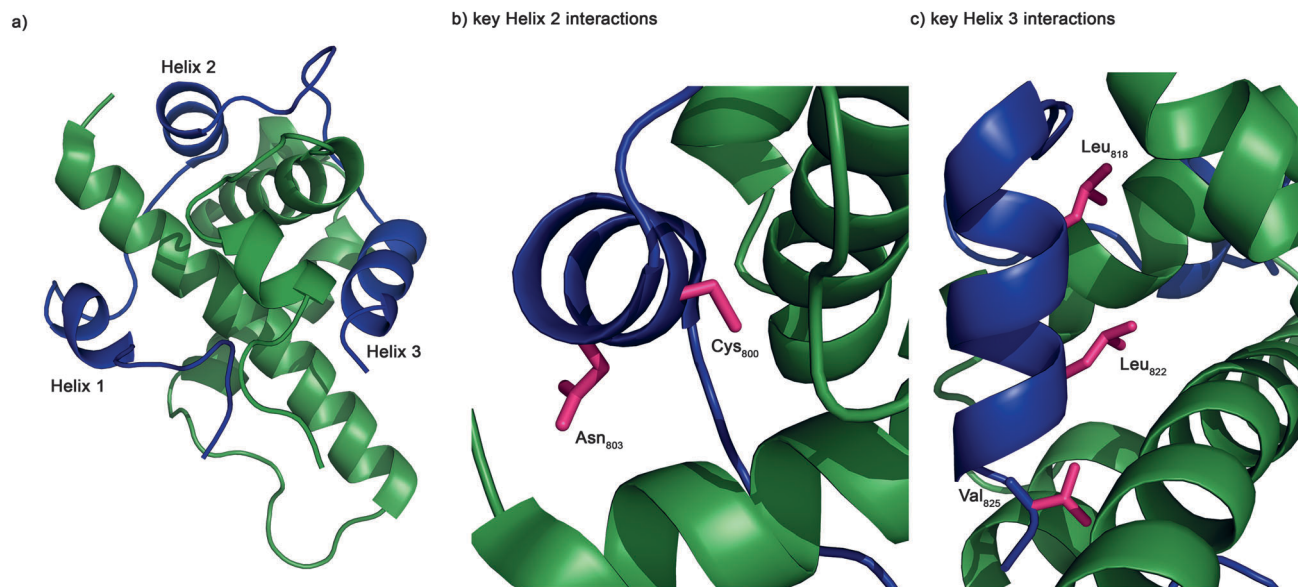 a)
Helix 2
Helix 1
Helix 3
b) key Helix 2 interactions
Cys800
Asn803
c) key Helix 3 interactions
Leu818
Leu822
Val825